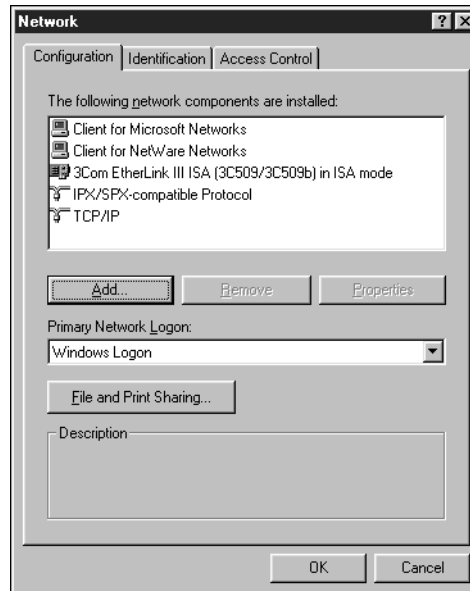 Network
Configuration Identification Access Control
The following network components are installed:
Client for Microsoft Networks
Client for NetWare Networks
3Com EtherLink III ISA (3C509/3C509b) in ISA mode
IPX/SPX-compatible Protocol
TCP/IP
Add... Remove Properties
Primary Network Logon:
Windows Logon
File and Print Sharing...
Description
OK Cancel